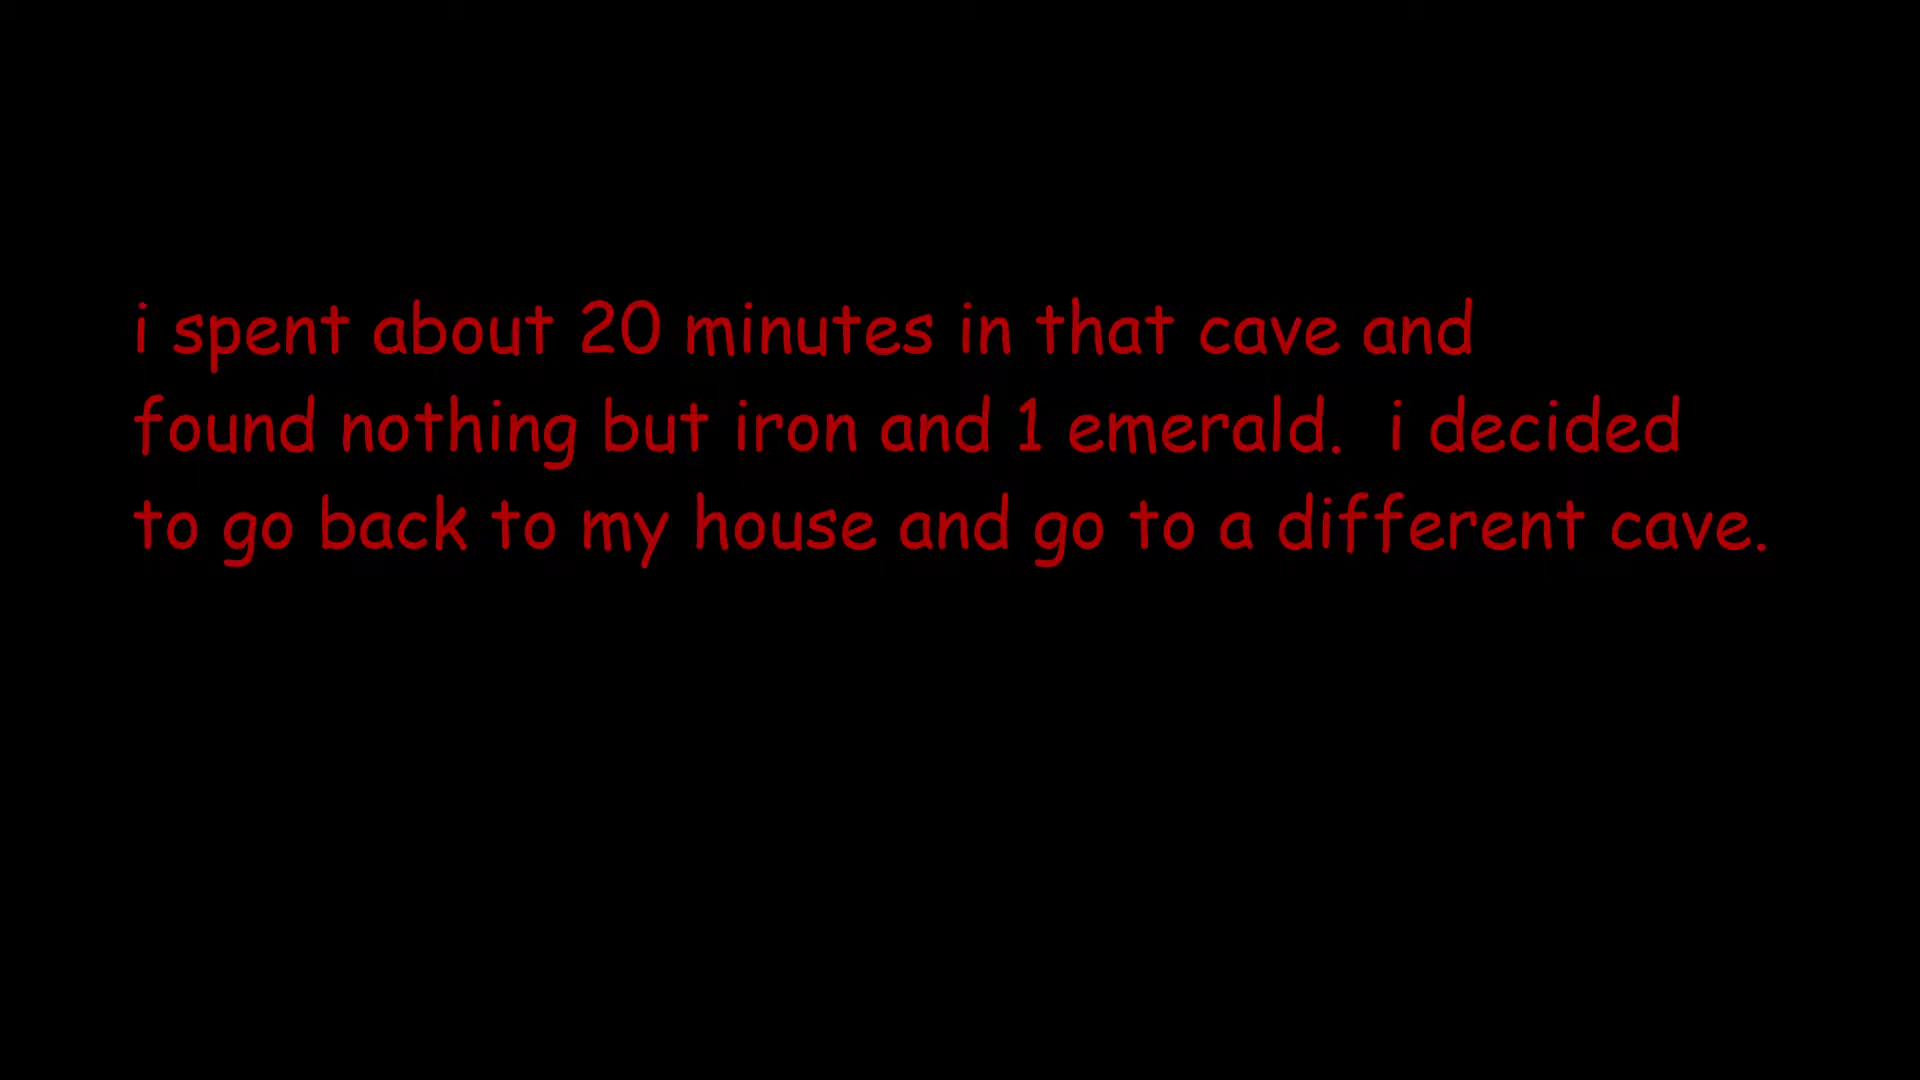 i spent about 20 minutes in that cave and
found nothing but iron and 1 emerald.  i decided
to go back to my house and go to a different cave.